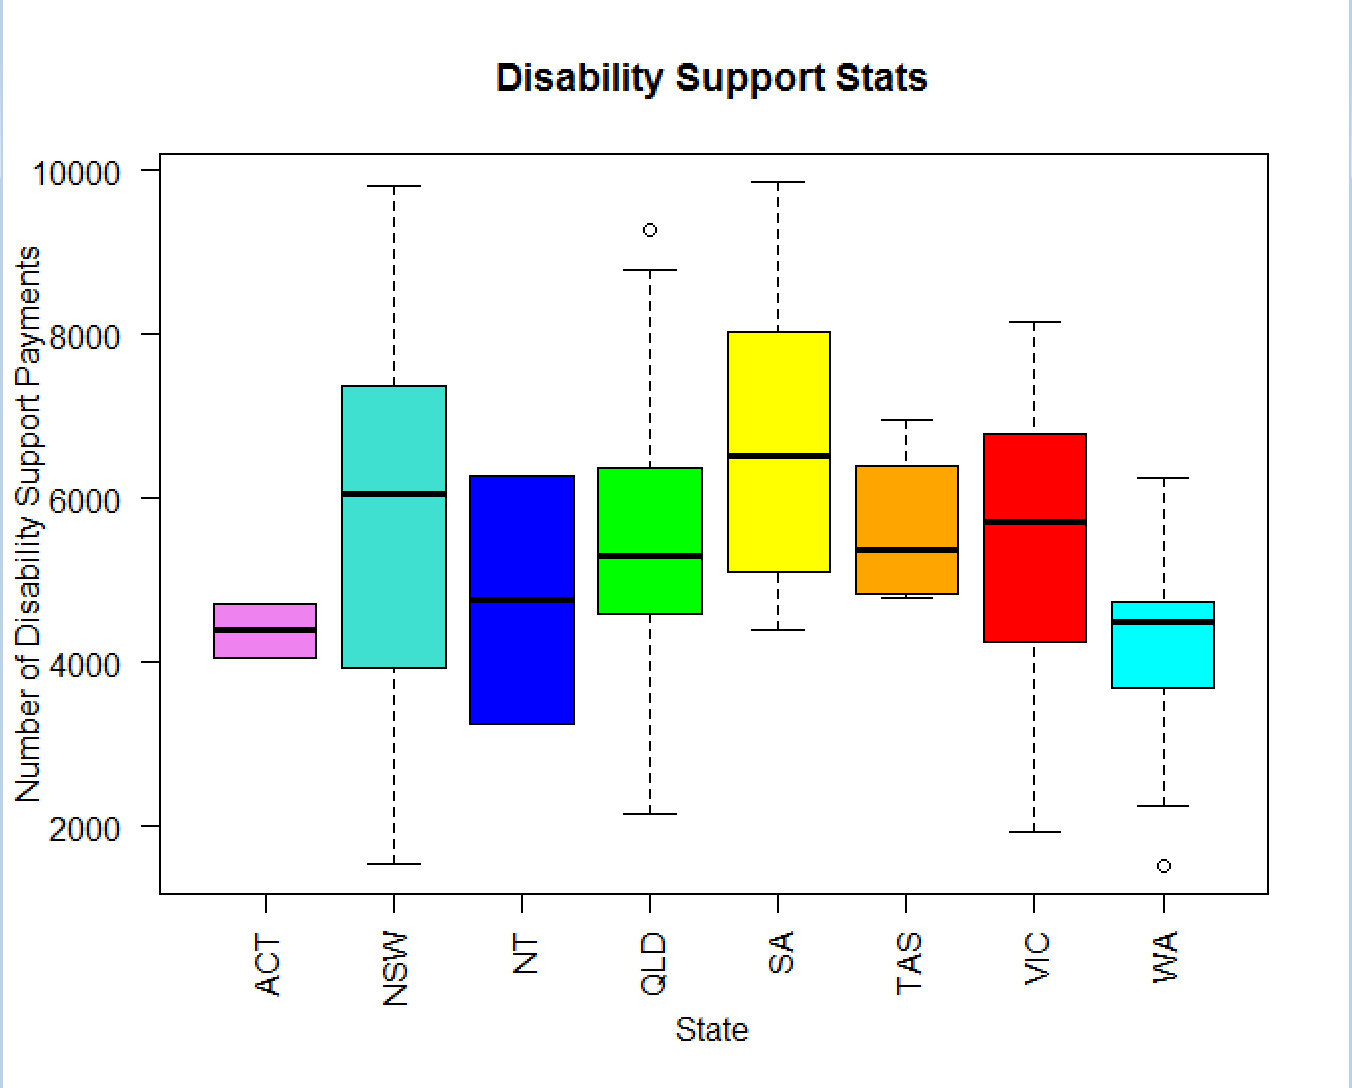 Disability Support Stats
Number of Disability Support Payments
10000
8000
6000
4000
2000
ACT
NSW
NT
QLD
SA
TAS
VIC
WA
State